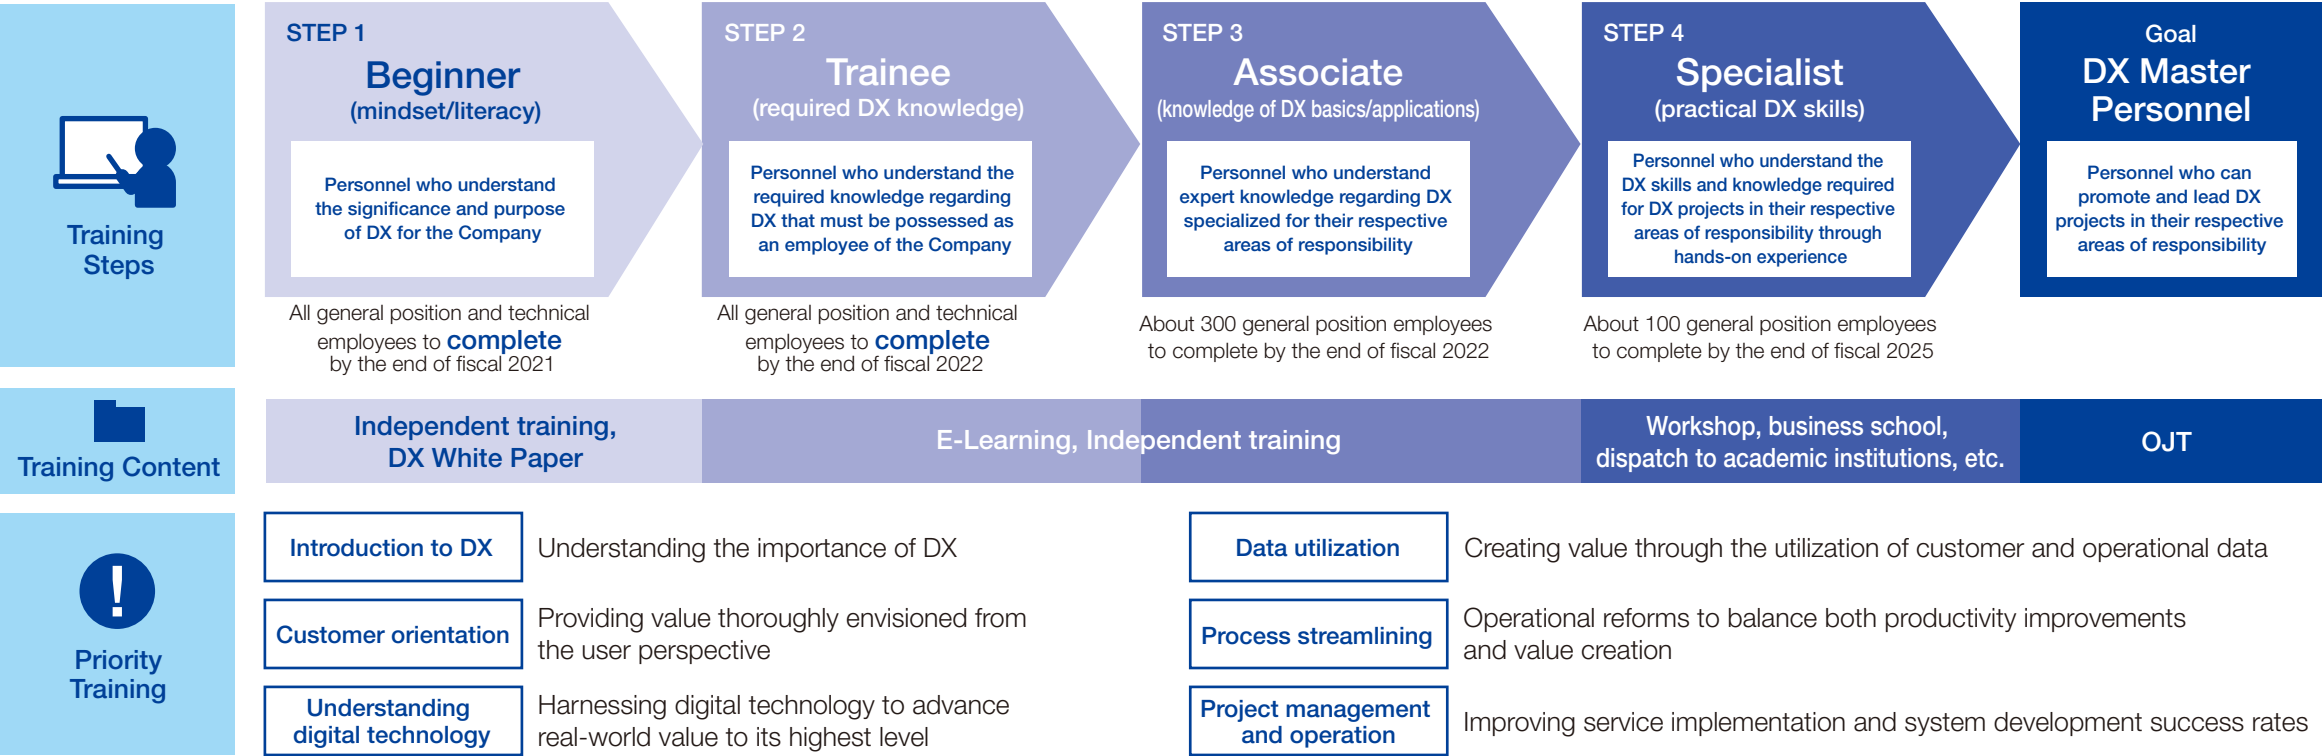 Training
Steps
STEP 1
Beginner
(mindset/literacy)
Personnel who understand
the significance and purpose
of DX for the Company
All general position and technical
employees to complete
by the end of fiscal 2021
STEP 2
Trainee
(required DX knowledge)
Personnel who understand the
required knowledge regarding
DX that must be possessed as
an employee of the Company
All general position and technical
employees to complete
by the end of fiscal 2022
STEP 3
Associate
(knowledge of DX basics/applications)
Personnel who understand
expert knowledge regarding DX
specialized for their respective
areas of responsibility
About 300 general position employees
to complete by the end of fiscal 2022
STEP 4
Specialist
(practical DX skills)
Personnel who understand the
DX skills and knowledge required
for DX projects in their respective
areas of responsibility through
hands-on experience
About 100 general position employees
to complete by the end of fiscal 2025
Goal
DX Master
Personnel
Personnel who can
promote and lead DX
projects in their respective
areas of responsibility
Training Content
Independent training,
DX White Paper
E-Learning, Independent training
Workshop, business school,
dispatch to academic institutions, etc.
OJT
Priority
Training
Introduction to DX
Understanding the importance of DX
Customer orientation
Providing value thoroughly envisioned from
the user perspective
Understanding
digital technology
Harnessing digital technology to advance
real-world value to its highest level
Data utilization
Creating value through the utilization of customer and operational data
Process streamlining
Operational reforms to balance both productivity improvements
and value creation
Project management
and operation
Improving service implementation and system development success rates